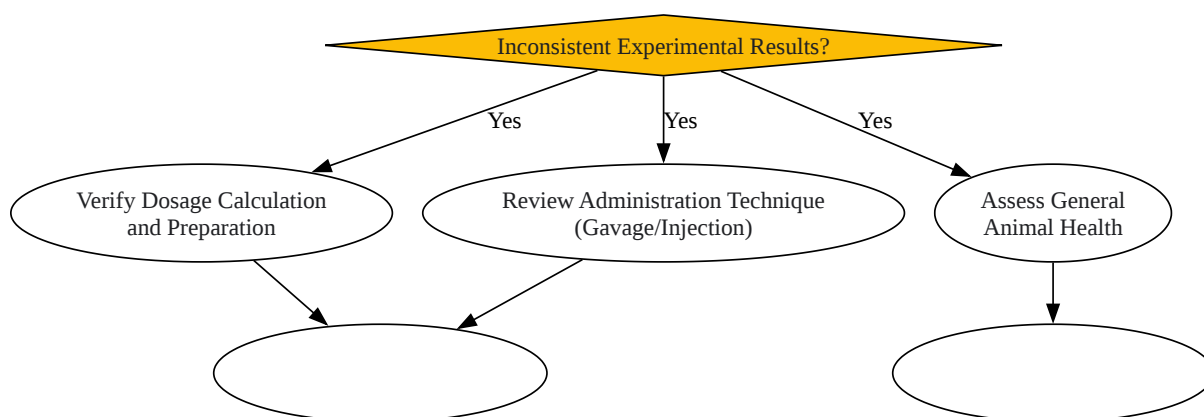 Inconsistent Experimental Results?
Yes
Yes
Yes
Verify Dosage Calculation
and Preparation
Review Administration Technique
(Gavage/Injection)
Assess General
Animal Health